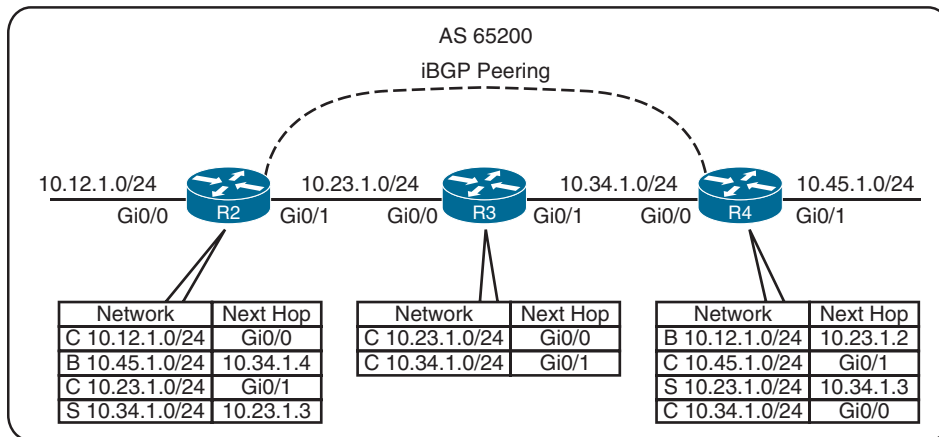 AS 65200
iBGP Peering
10.12.1.0/24 10.23.1.0/24 10.34.1.0/24 10.45.1.0/24
Gi0/0 R2 Gi0/1 Gi0/0 R3 Gi0/1 Gi0/0 R4 Gi0/1
Network Next Hop
C 10.12.1.0/24 Gi0/0
B 10.45.1.0/24 10.34.1.4
C 10.23.1.0/24 Gi0/1
S 10.34.1.0/24 10.23.1.3
Network Next Hop
C 10.23.1.0/24 Gi0/0
C 10.34.1.0/24 Gi0/1
Network Next Hop
B 10.12.1.0/24 10.23.1.2
C 10.45.1.0/24 Gi0/1
S 10.23.1.0/24 10.34.1.3
C 10.34.1.0/24 Gi0/0